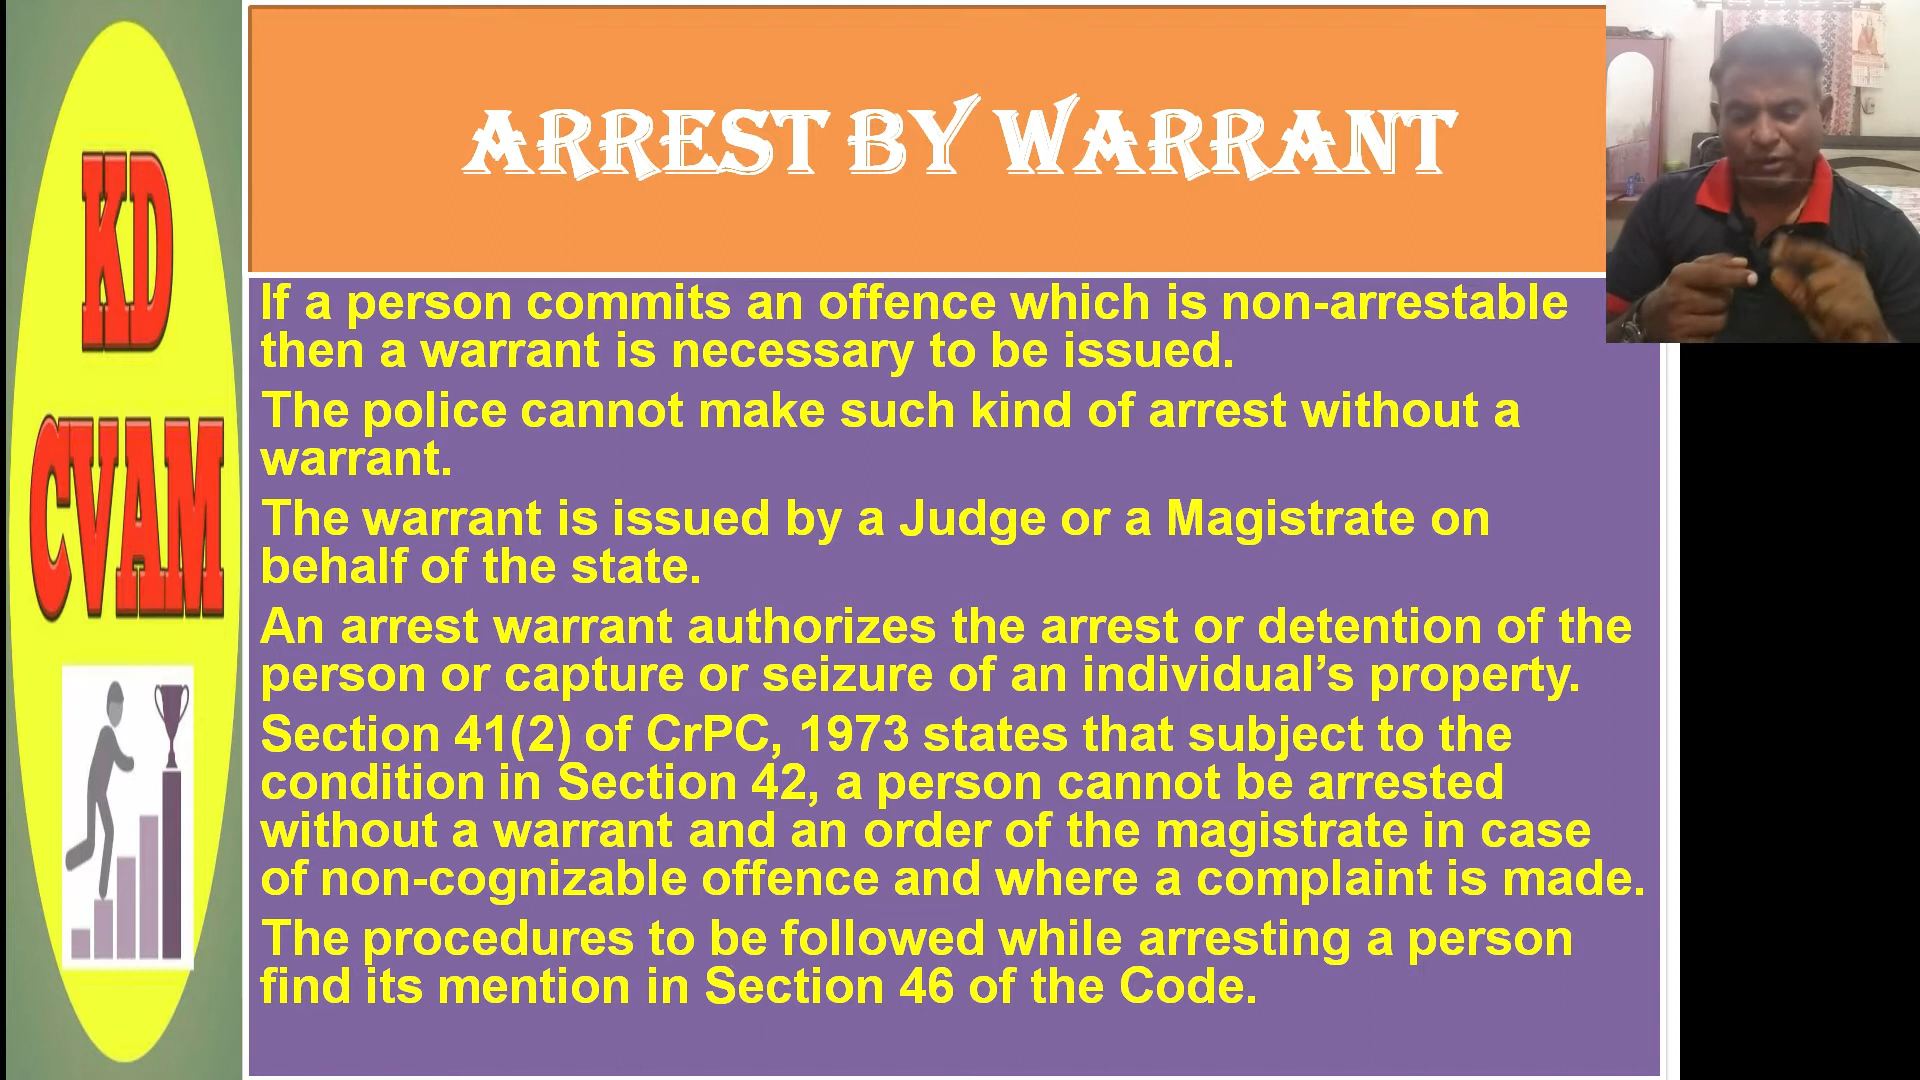 KD
CVAM
ARREST BY WARRANT
If a person commits an offence which is non-arrestable
then a warrant is necessary to be issued.
The police cannot make such kind of arrest without a
warrant.
The warrant is issued by a Judge or a Magistrate on
behalf of the state.
An arrest warrant authorizes the arrest or detention of the
person or capture or seizure of an individual’s property.
Section 41(2) of CrPC, 1973 states that subject to the
condition in Section 42, a person cannot be arrested
without a warrant and an order of the magistrate in case
of non-cognizable offence and where a complaint is made.
The procedures to be followed while arresting a person
find its mention in Section 46 of the Code.